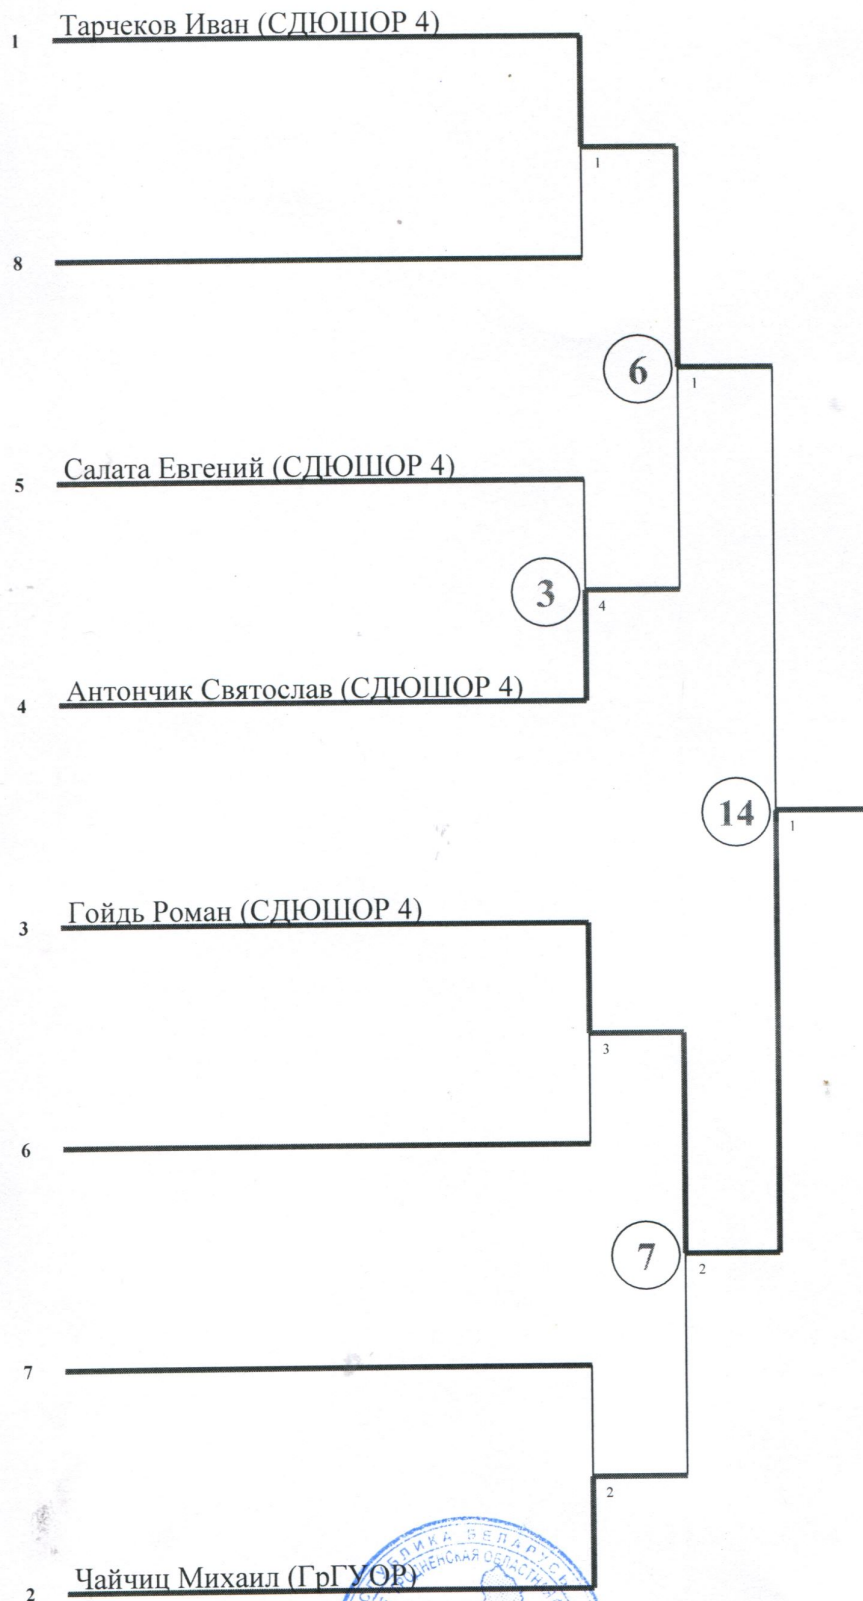 1 Тарчеков Иван (СДЮШОР 4)
1
8
6
1
5 Салата Евгений (СДЮШОР 4)
3
4
4 Антончик Святослав (СДЮШОР 4)
14
1
3 Гойдь Роман (СДЮШОР 4)
3
6
7
2
7
2
2 Чайчиц Михаил (ГрГУОР)
БЕЛАРУСИ